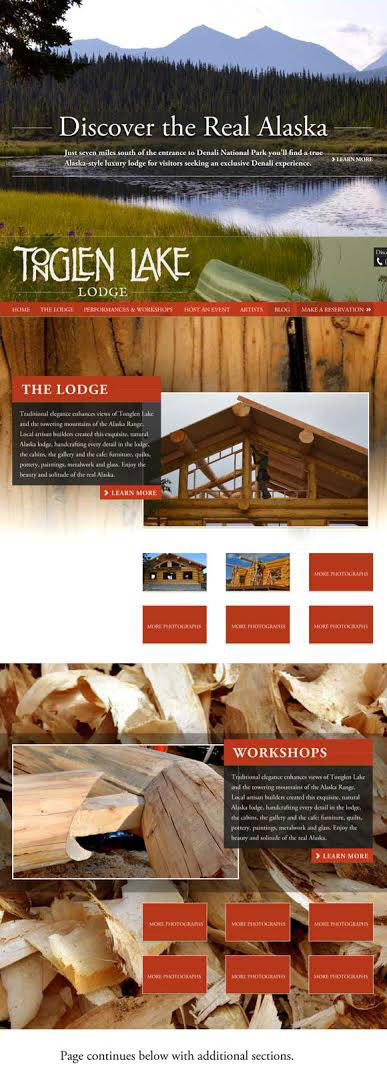 Discover the Real Alaska
Just seven miles south of the entrance to Denali National Park you'll find a true
Alaska-style luxury lodge for visitors seeking an exclusive Denali experience.
LEARN MORE
TONGLEN LAKE
LODGE
HOME THE LODGE PERFORMANCES & WORKSHOPS HOST AN EVENT ARTISTS BLOG MAKE A RESERVATION »
THE LODGE
Traditional elegance enhances views of Tonglen Lake
and the towering mountains of the Alaska Range.
Local artisan builders created this exquisite, natural
Alaska lodge, handcrafting every detail in the lodge,
the cabins, the gallery and the cafe: furniture, quilts,
pottery, paintings, metalwork and glass. Enjoy the
beauty and solitude of the real Alaska.
LEARN MORE
MORE PHOTOGRAPHS
MORE PHOTOGRAPHS MORE PHOTOGRAPHS MORE PHOTOGRAPHS
WORKSHOPS
Traditional elegance enhances views of Tonglen Lake
and the towering mountains of the Alaska Range.
Local artisan builders created this exquisite, natural
Alaska lodge, handcrafting every detail in the lodge,
the cabins, the gallery and the cafe: furniture, quilts,
pottery, paintings, metalwork and glass. Enjoy the
beauty and solitude of the real Alaska.
LEARN MORE
MORE PHOTOGRAPHS MORE PHOTOGRAPHS MORE PHOTOGRAPHS
MORE PHOTOGRAPHS MORE PHOTOGRAPHS MORE PHOTOGRAPHS
Page continues below with additional sections.